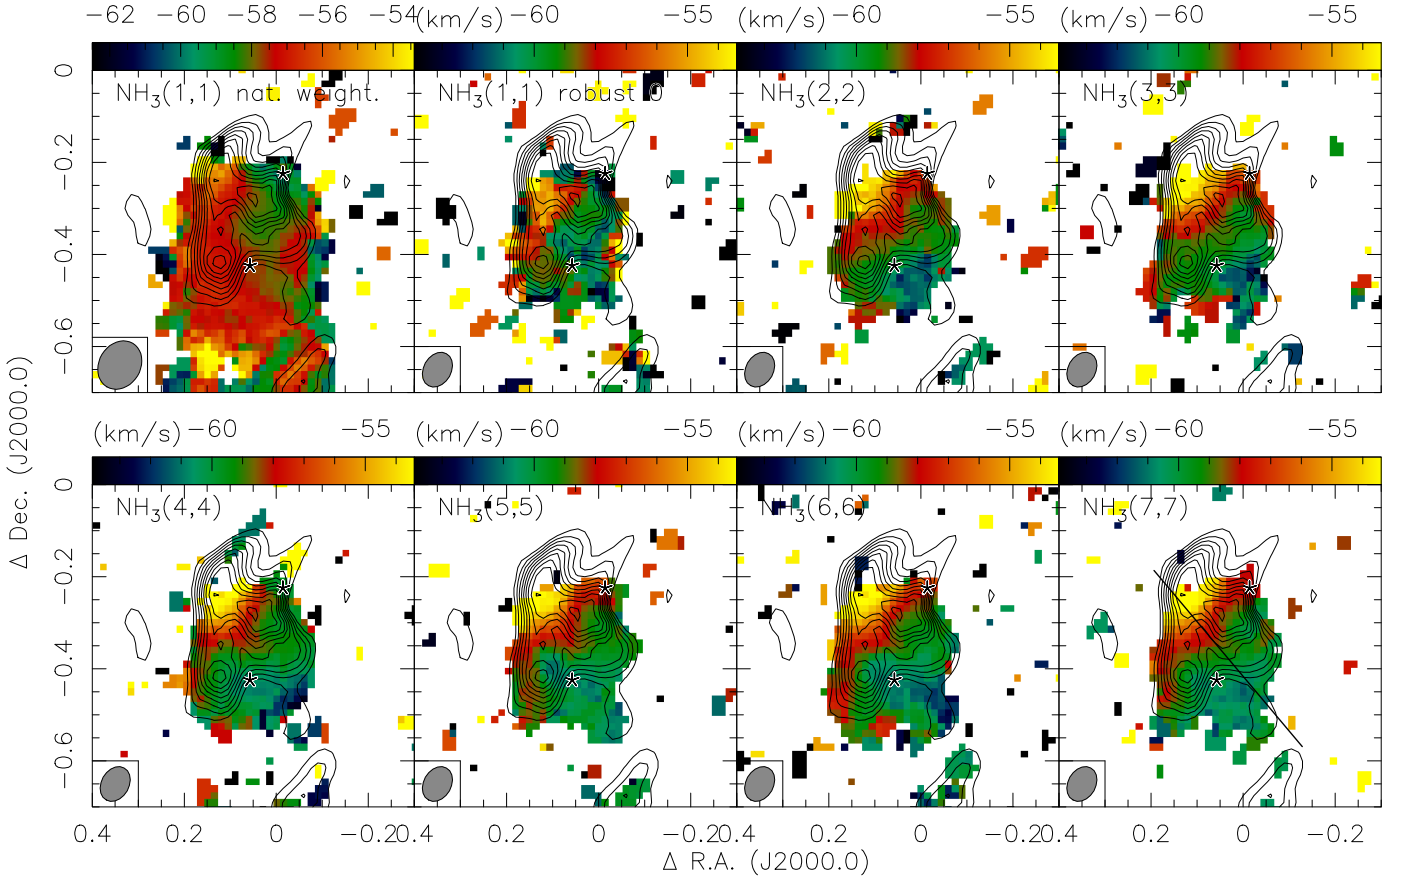 −62 −60 −58 −56 −54
(km/s) −60 −55
(km/s) −60 −55
(km/s) −60 −55
NH3(1,1) nat. weight.
NH3(1,1) robust 0
NH3(2,2)
NH3(3,3)
0
−0.2
−0.4
−0.6
(km/s) −60 −55
(km/s) −60 −55
(km/s) −60 −55
(km/s) −60 −55
NH3(4,4)
NH3(5,5)
NH3(6,6)
NH3(7,7)
0
−0.2
−0.4
−0.6
Δ Dec. (J2000.0)
0.4 0.2 0 −0.2
0.4 0.2 0 −0.2
0.4 0.2 0 −0.2
0.4 0.2 0 −0.2
Δ R.A. (J2000.0)